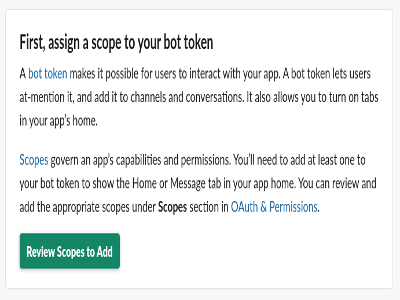 First, assign a scope to your bot token
A bot token makes it possible for users to interact with your app. A bot token lets users
at-mention it, and add it to channels and conversations. It also allows you to turn on tabs
in your app's home.
Scopes govern an app's capabilities and permissions. You'll need to add at least one to
your bot token to show the Home or Message tab in your app home. You can review and
add the appropriate scopes under Scopes section in OAuth & Permissions.
Review Scopes to Add